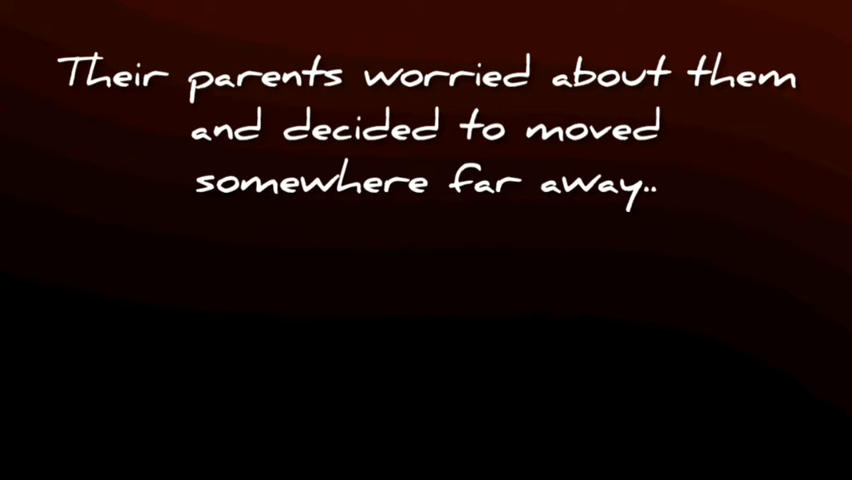 Their parents worried about them
and decided to moved
somewhere far away..